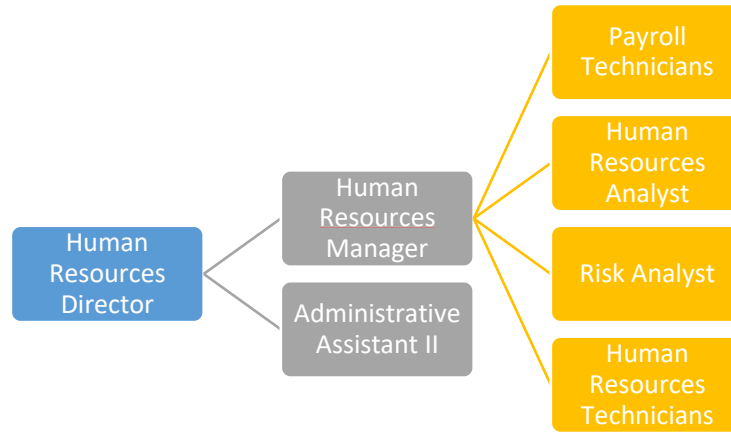 Human
Resources
Director
Human
Resources
Manager
Administrative
Assistant II
Payroll
Technicians
Human
Resources
Analyst
Risk Analyst
Human
Resources
Technicians